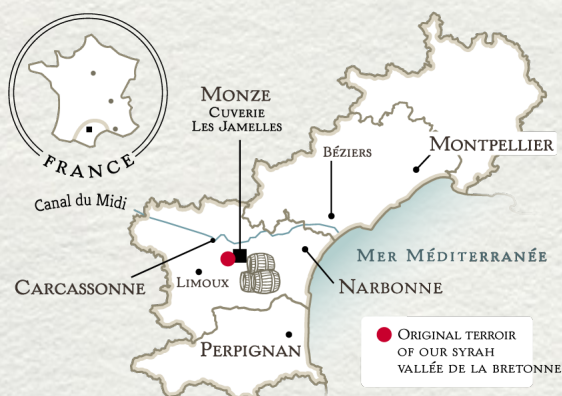 FRANCE
MONZE
CUVERIE
LES JAMELLES
BÉZIERS
MONTPELLIER
Canal du Midi
MER MÉDITERRANÉE
CARCASSONNE
LIMOUX
NARBONNE
PERPIGNAN
ORIGINAL TERROIR
OF OUR SYRAH
VALLÉE DE LA BRETONNE